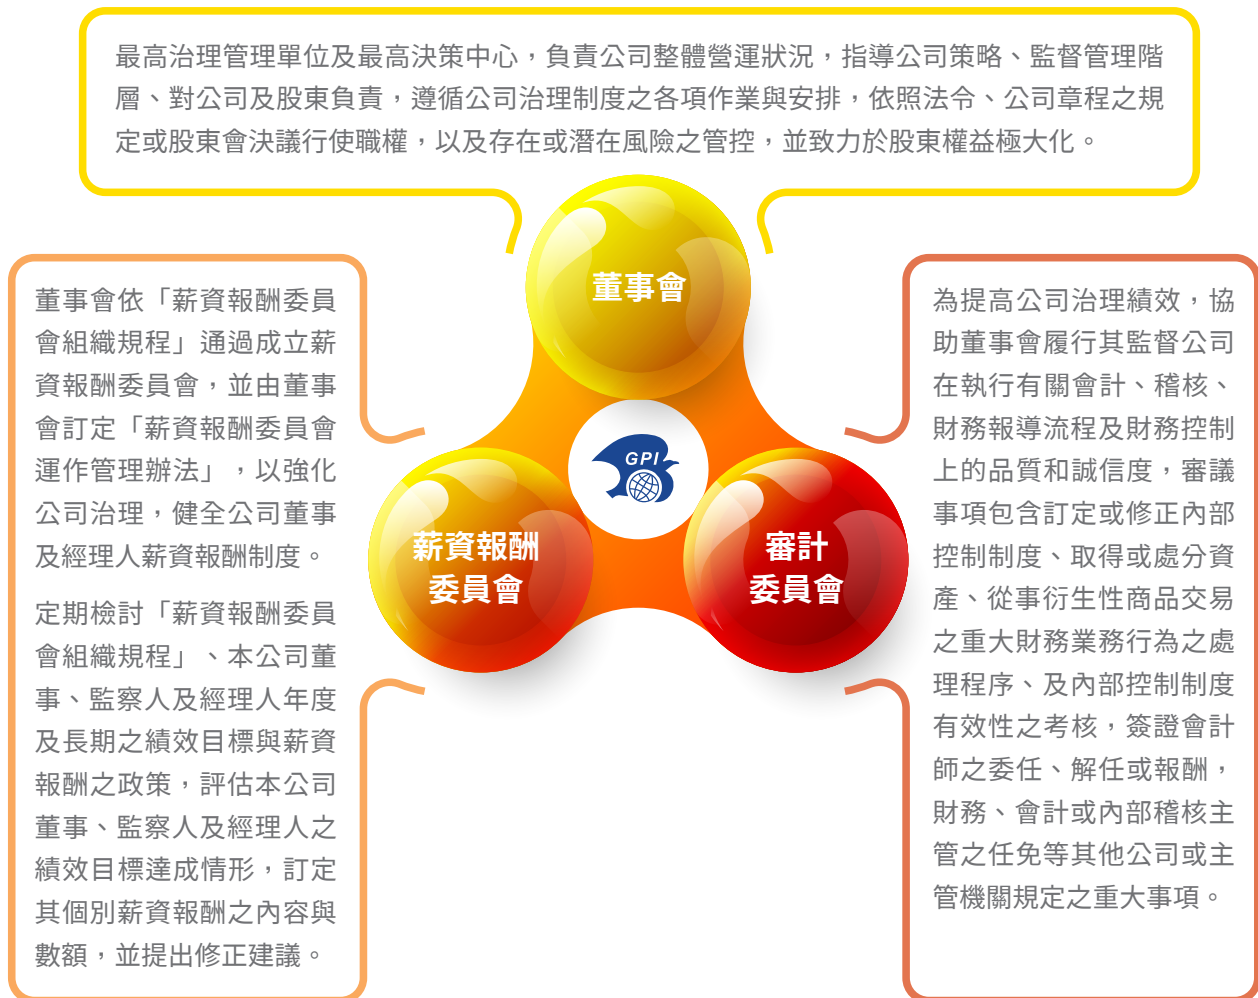 最高治理管理單位及最高決策中心，負責公司整體營運狀況，指導公司策略、監督管理階
層、對公司及股東負責，遵循公司治理制度之各項作業與安排，依照法令、公司章程之規
定或股東會決議行使職權，以及存在或潛在風險之管控，並致力於股東權益極大化。
董事會
董事會依「薪資報酬委員
會組織規程」通過成立薪
資報酬委員會，並由董事
會訂定「薪資報酬委員會
運作管理辦法」，以強化
公司治理，健全公司董事
及經理人薪資報酬制度。
定期檢討「薪資報酬委員
會組織規程」、本公司董
事、監察人及經理人年度
及長期之績效目標與薪資
報酬之政策，評估本公司
董事、監察人及經理人之
績效目標達成情形，訂定
其個別薪資報酬之內容與
數額，並提出修正建議。
GPI
薪資報酬
委員會
審計
委員會
為提高公司治理績效，協
助董事會履行其監督公司
在執行有關會計、稽核、
財務報導流程及財務控制
上的品質和誠信度，審議
事項包含訂定或修正內部
控制制度、取得或處分資
產、從事衍生性商品交易
之重大財務業務行為之處
理程序、及內部控制制度
有效性之考核，簽證會計
師之委任、解任或報酬，
財務、會計或內部稽核主
管之任免等其他公司或主
管機關規定之重大事項。